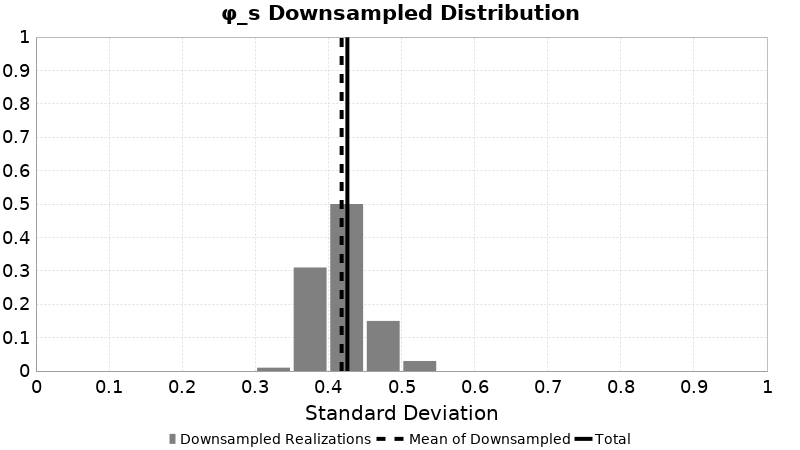 φ_s Downsampled Distribution
1
0.9
0.8
0.7
0.6
0.5
0.4
0.3
0.2
0.1
0
0 0.1 0.2 0.3 0.4 0.5 0.6 0.7 0.8 0.9 1
Standard Deviation
Downsampled Realizations Mean of Downsampled Total